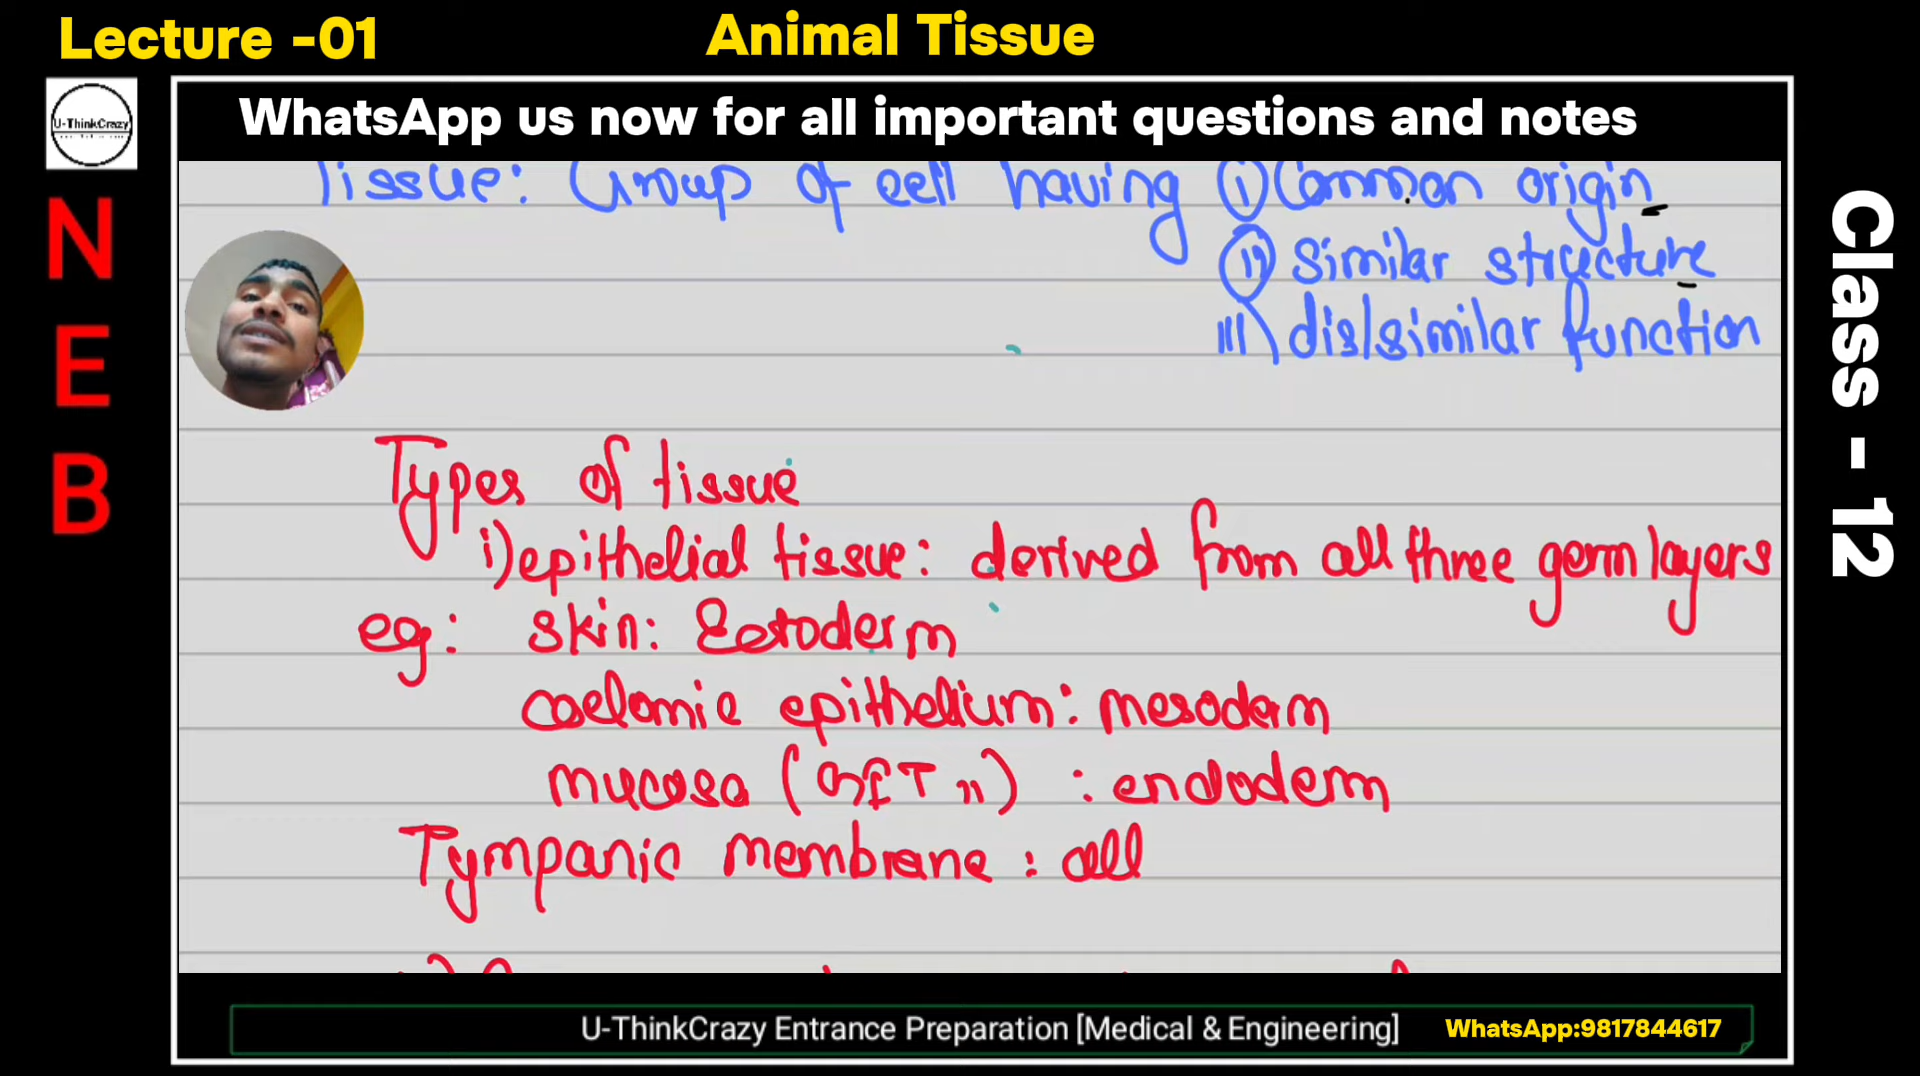 Lecture -01
Animal Tissue
U-ThinkCrazy
WhatsApp us now for all important questions and notes
NEB
Class - 12
Tissue: Group of cell having (i) Common origin
(ii) Similar structure
iii) dis/similar function
Types of tissue
i) epithelial tissue: derived from all three germ layers
eg: skin: Ectoderm
coelomic epithelium: mesoderm
mucosa ( ) : endoderm
Tympanic membrane: all
U-ThinkCrazy Entrance Preparation [Medical & Engineering]
WhatsApp:9817844617